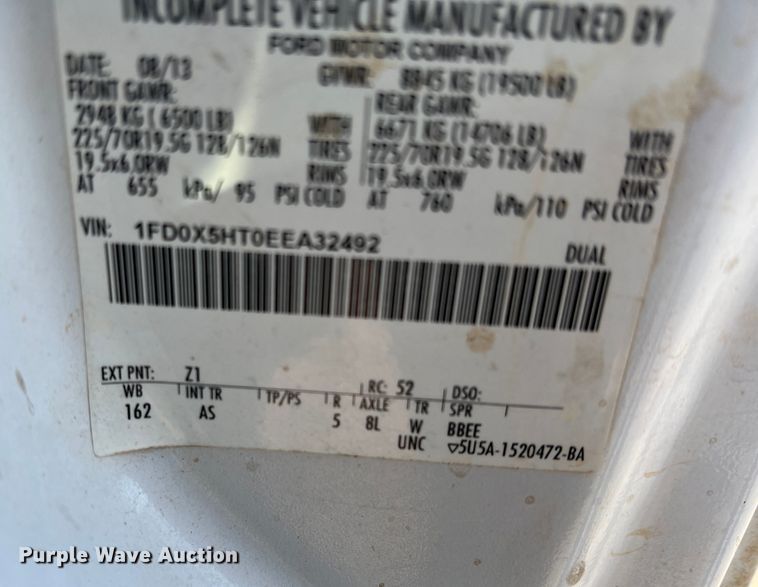 INCOMPLETE VEHICLE MANUFACTURED BY
FORD MOTOR COMPANY
DATE: 08/13 GVWR: 8845 KG (19500 LB)
FRONT GAWR: REAR GAWR:
2948 KG ( 6500 LB) WITH 6671 KG (14706 LB) WITH
225/70R19.5G 128/126N TIRES 225/70R19.5G 128/126N TIRES
19.5x6.0RW RIMS 19.5x6.0RW RIMS
AT 655 kPa/ 95 PSI COLD AT 760 kPa/110 PSI COLD
VIN: 1FD0X5HT0EEA32492 DUAL
EXT PNT: Z1 RC: 52 DSO:
WB INT TR TP/PS R AXLE TR SPR
162 AS 5 8L W BBEE
UNC ▽5U5A-1520472-BA
Purple Wave Auction